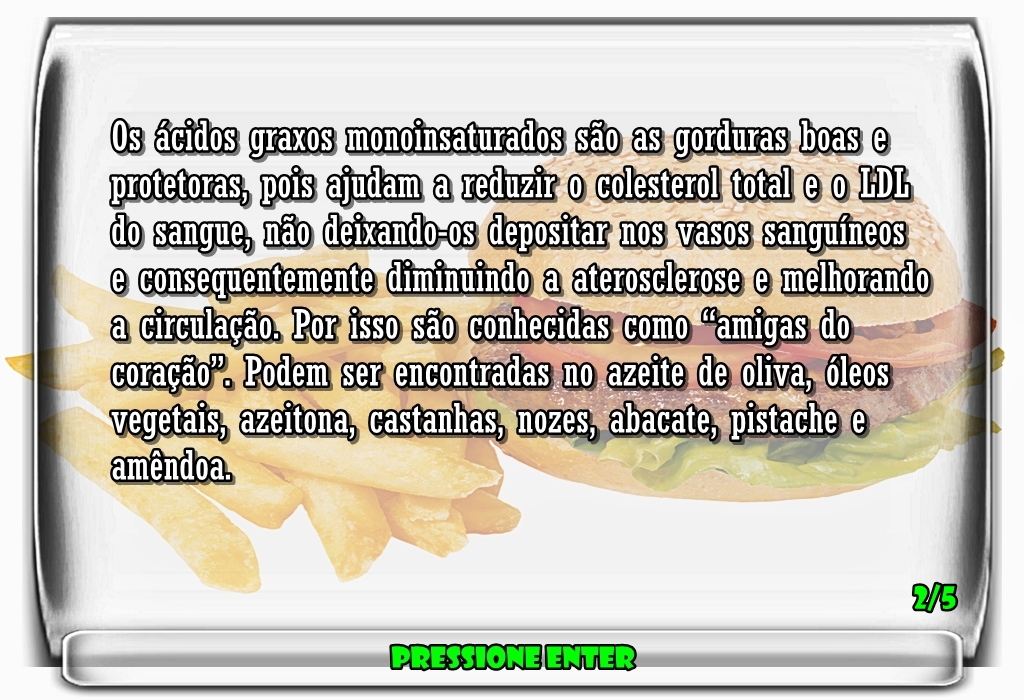 Os ácidos graxos monoinsaturados são as gorduras boas e
protetoras, pois ajudam a reduzir o colesterol total e o LDL
do sangue, não deixando-os depositar nos vasos sanguíneos
e consequentemente diminuindo a aterosclerose e melhorando
a circulação. Por isso são conhecidas como “amigas do
coração”. Podem ser encontradas no azeite de oliva, óleos
vegetais, azeitona, castanhas, nozes, abacate, pistache e
amêndoa.
2/5
PRESSIONE ENTER